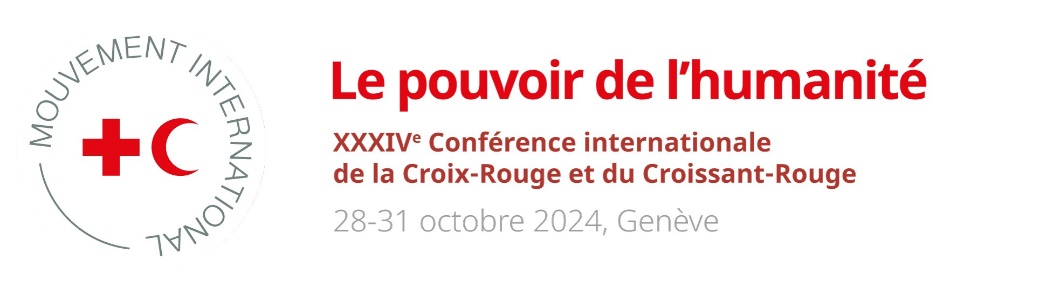 MOUVEMENT INTERNATIONAL
Le pouvoir de l’humanité
XXXIVᵉ Conférence internationale
de la Croix-Rouge et du Croissant-Rouge
28-31 octobre 2024, Genève